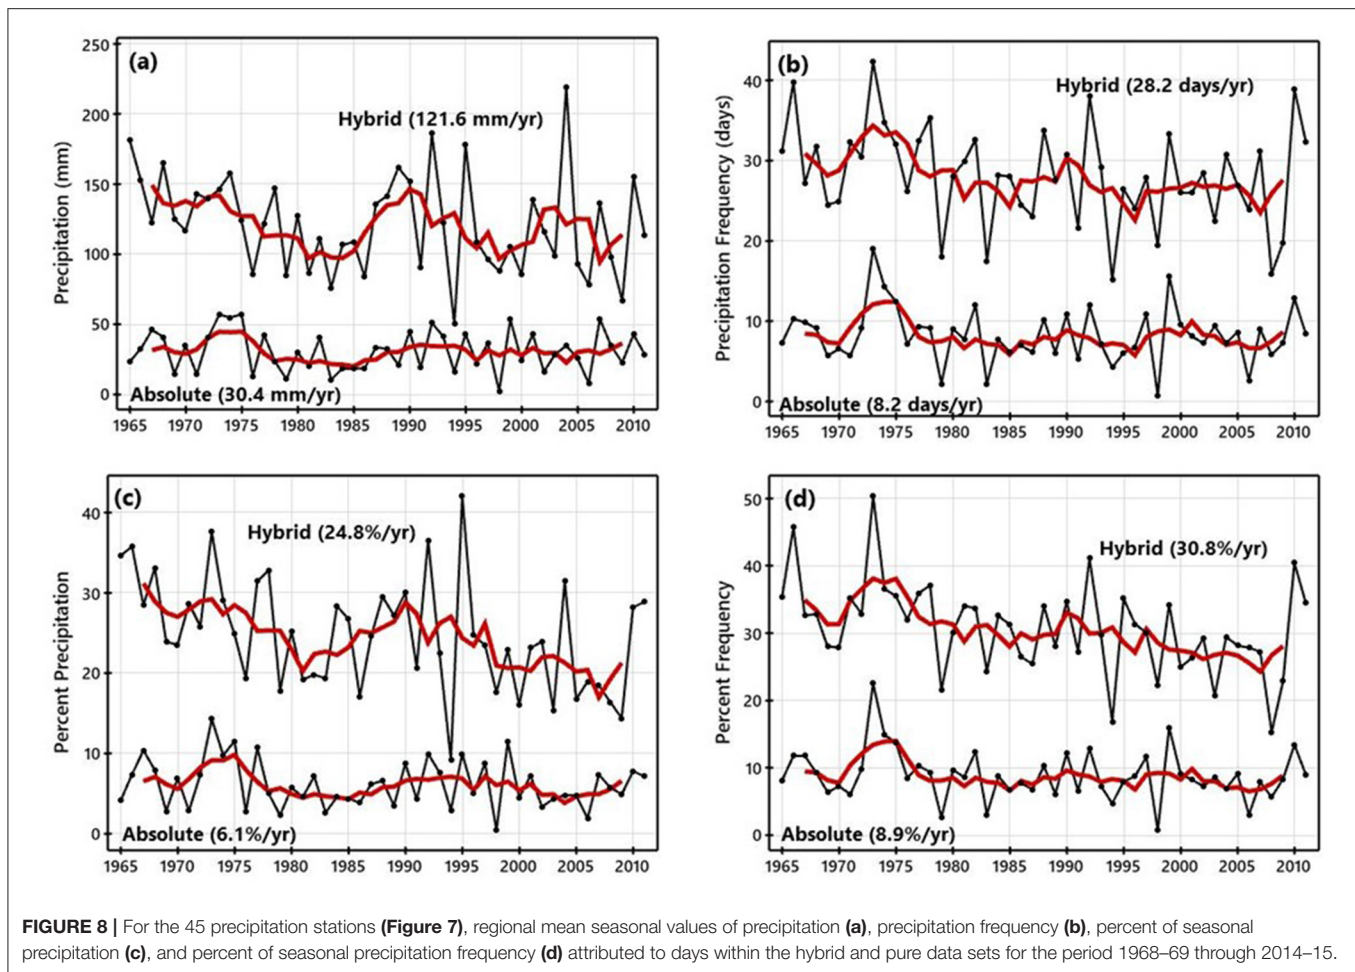 (a)
Hybrid (121.6 mm/yr)
Absolute (30.4 mm/yr)
Precipitation (mm)
250
200
150
100
50
0
1965 1970 1975 1980 1985 1990 1995 2000 2005 2010
(b)
Hybrid (28.2 days/yr)
Absolute (8.2 days/yr)
Precipitation Frequency (days)
40
30
20
10
0
1965 1970 1975 1980 1985 1990 1995 2000 2005 2010
(c)
Hybrid (24.8%/yr)
Absolute (6.1%/yr)
Percent Precipitation
40
30
20
10
0
1965 1970 1975 1980 1985 1990 1995 2000 2005 2010
(d)
Hybrid (30.8%/yr)
Absolute (8.9%/yr)
Percent Frequency
50
40
30
20
10
0
1965 1970 1975 1980 1985 1990 1995 2000 2005 2010
FIGURE 8 | For the 45 precipitation stations (Figure 7), regional mean seasonal values of precipitation (a), precipitation frequency (b), percent of seasonal
precipitation (c), and percent of seasonal precipitation frequency (d) attributed to days within the hybrid and pure data sets for the period 1968–69 through 2014–15.